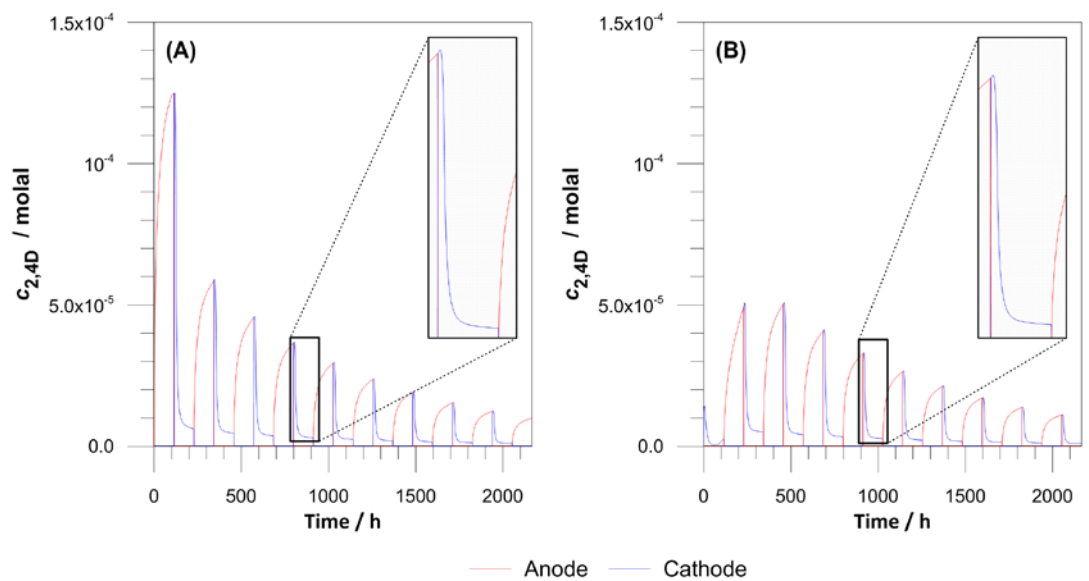 (A)
1.5x10⁻⁴
10⁻⁴
5.0x10⁻⁵
0.0
c₂,₄D / molal
0 500 1000 1500 2000
Time / h
(B)
1.5x10⁻⁴
10⁻⁴
5.0x10⁻⁵
0.0
c₂,₄D / molal
0 500 1000 1500 2000
Time / h
Anode Cathode